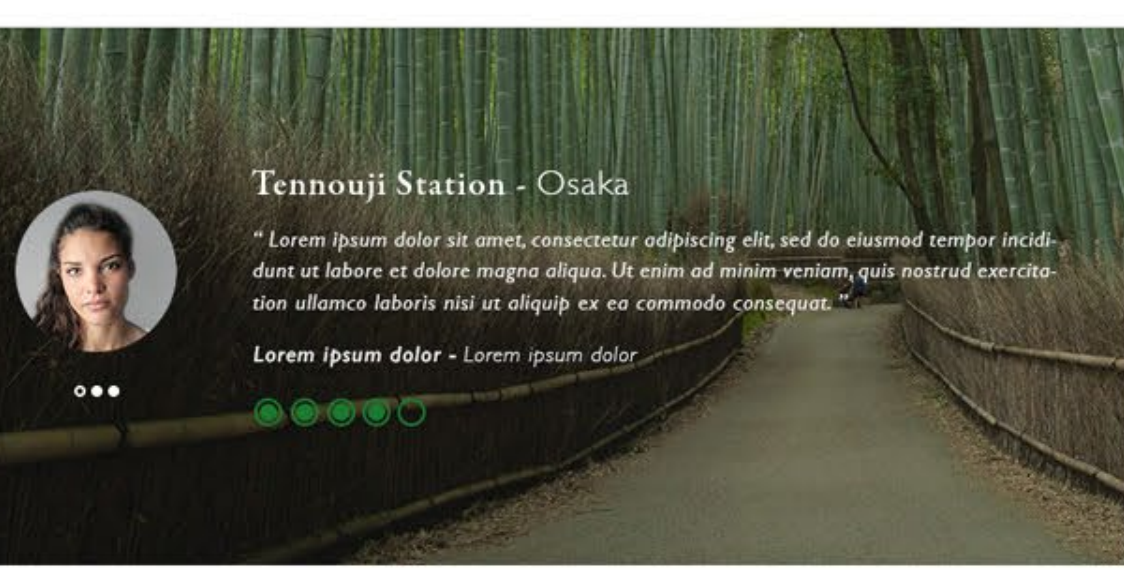 Tennouji Station - Osaka
“ Lorem ipsum dolor sit amet, consectetur adipiscing elit, sed do eiusmod tempor incidi-
dunt ut labore et dolore magna aliqua. Ut enim ad minim veniam, quis nostrud exercita-
tion ullamco laboris nisi ut aliquip ex ea commodo consequat.
Lorem ipsum dolor - Lorem ipsum dolor